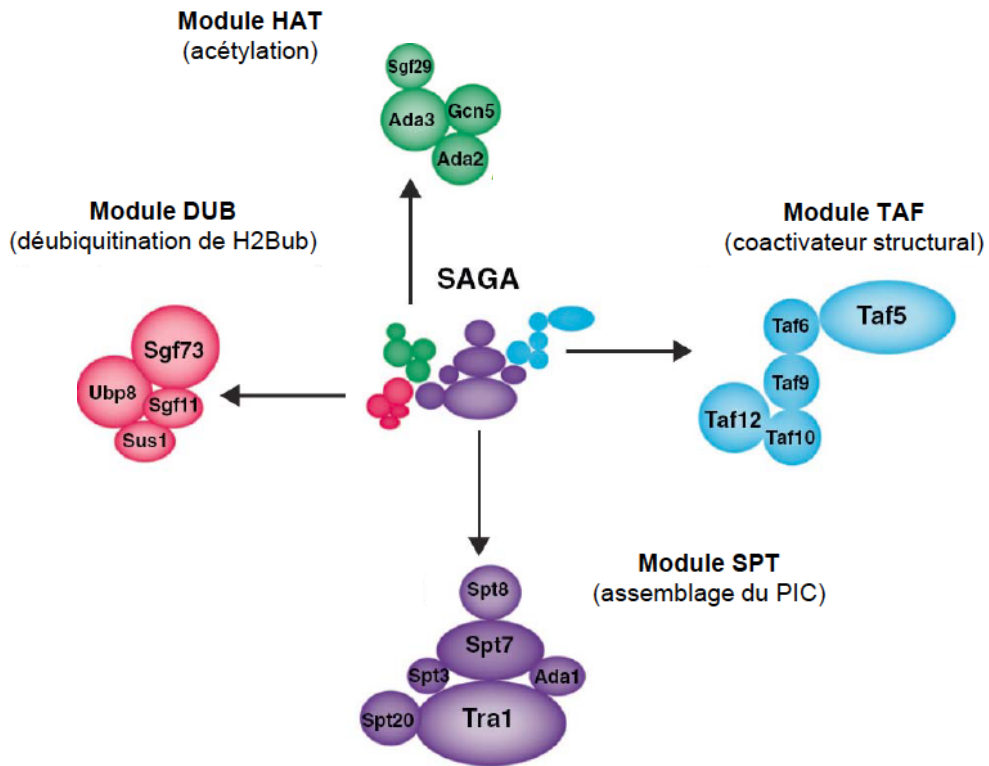 Module HAT
(acétylation)
Sgf29
Ada3
Gcn5
Ada2
Module DUB
(déubiquitination de H2Bub)
Module TAF
(coactivateur structural)
SAGA
Sgf73
Ubp8
Sgf11
Sus1
Taf6
Taf5
Taf9
Taf12
Taf10
Module SPT
(assemblage du PIC)
Spt8
Spt7
Spt3
Ada1
Spt20
Tra1